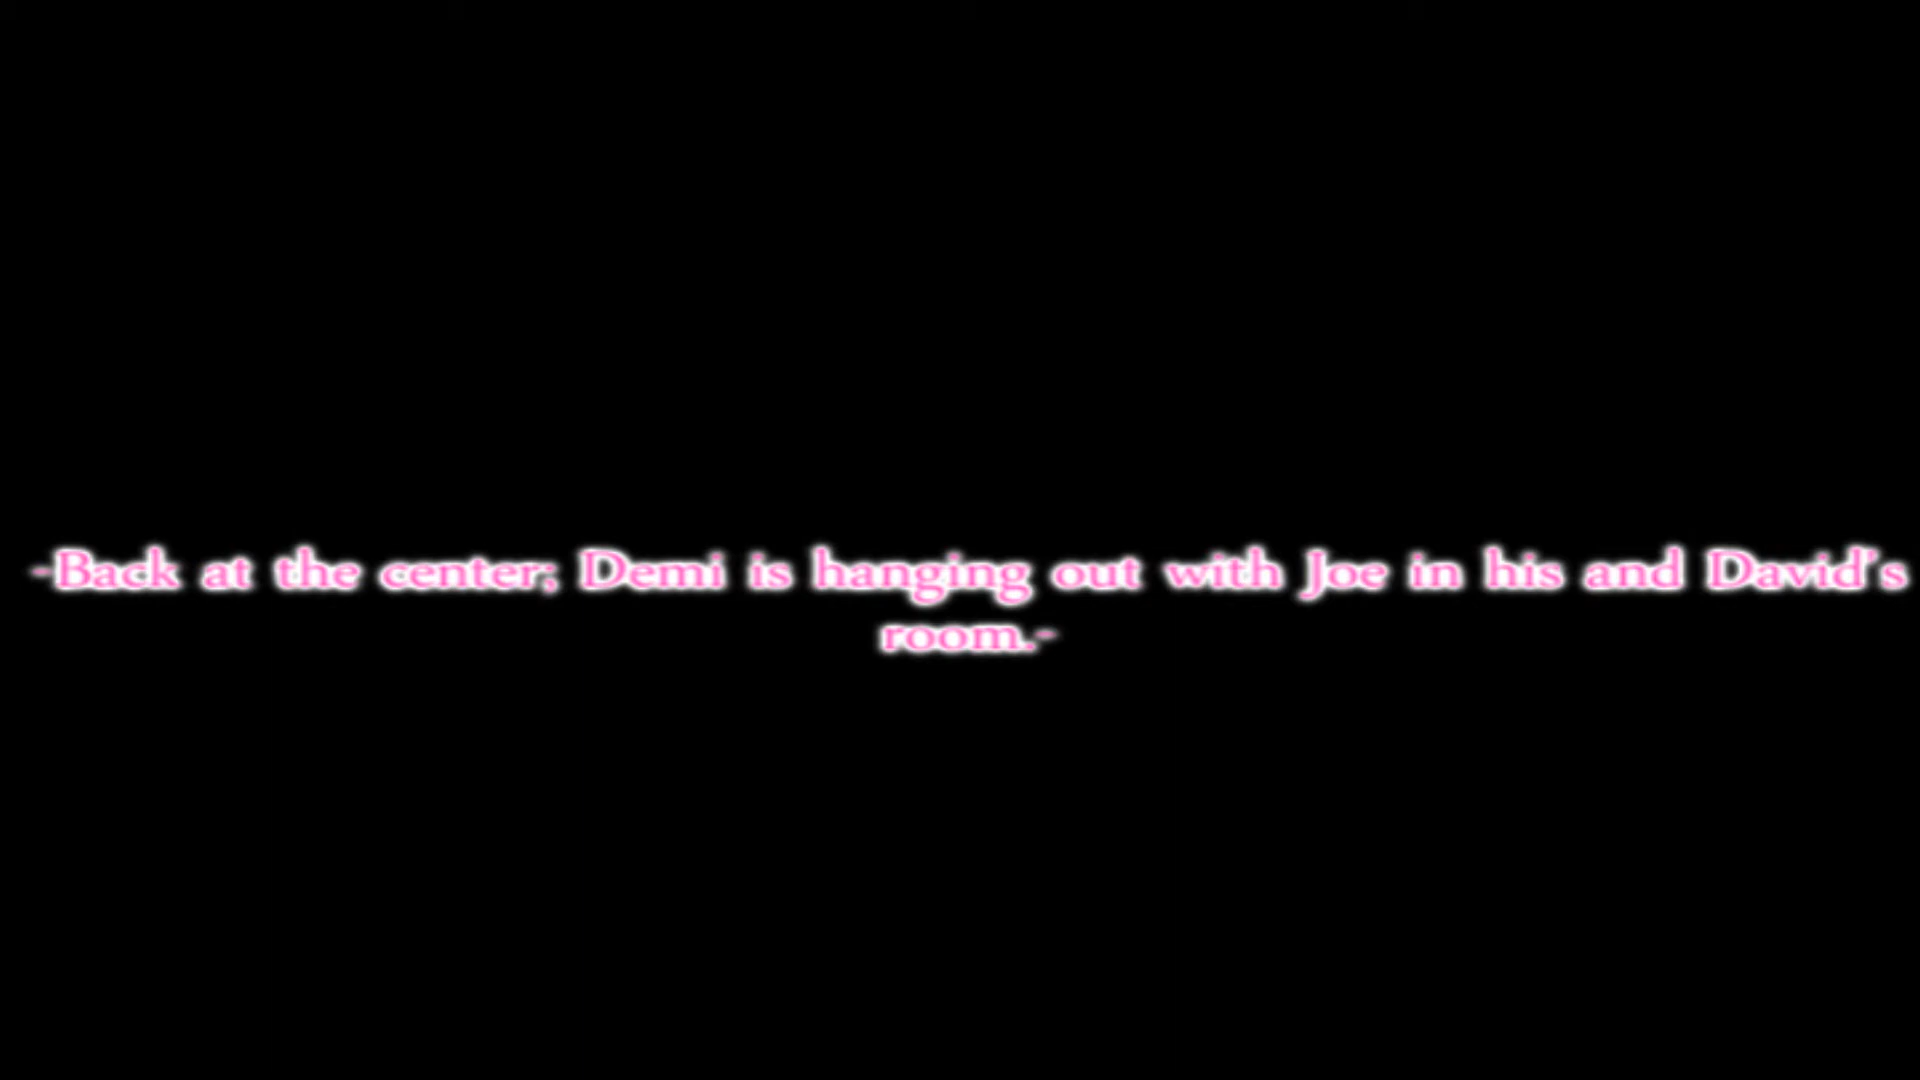 -Back at the center; Demi is hanging out with Joe in his and David's
room.-